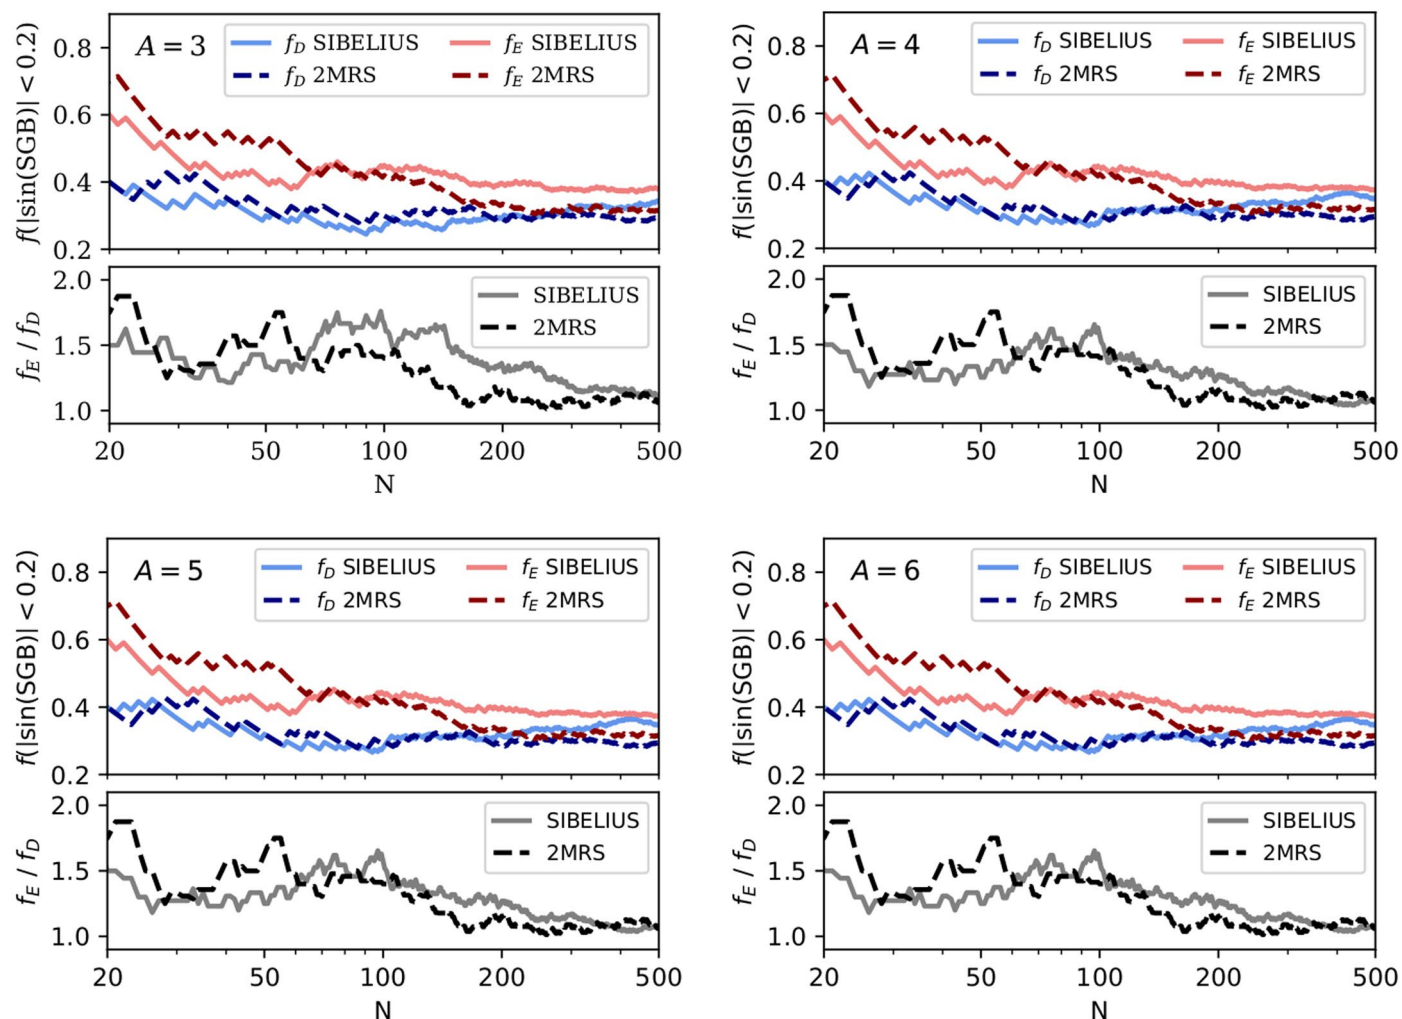 A = 3
f_D SIBELIUS
f_E SIBELIUS
f_D 2MRS
f_E 2MRS
f(|sin(SGB)| < 0.2)
0.8
0.6
0.4
0.2
SIBELIUS
2MRS
f_E / f_D
2.0
1.5
1.0
20 50 100 200 500
N
A = 4
f_D SIBELIUS
f_E SIBELIUS
f_D 2MRS
f_E 2MRS
f(|sin(SGB)| < 0.2)
0.8
0.6
0.4
0.2
SIBELIUS
2MRS
f_E / f_D
2.0
1.5
1.0
20 50 100 200 500
N
A = 5
f_D SIBELIUS
f_E SIBELIUS
f_D 2MRS
f_E 2MRS
f(|sin(SGB)| < 0.2)
0.8
0.6
0.4
0.2
SIBELIUS
2MRS
f_E / f_D
2.0
1.5
1.0
20 50 100 200 500
N
A = 6
f_D SIBELIUS
f_E SIBELIUS
f_D 2MRS
f_E 2MRS
f(|sin(SGB)| < 0.2)
0.8
0.6
0.4
0.2
SIBELIUS
2MRS
f_E / f_D
2.0
1.5
1.0
20 50 100 200 500
N